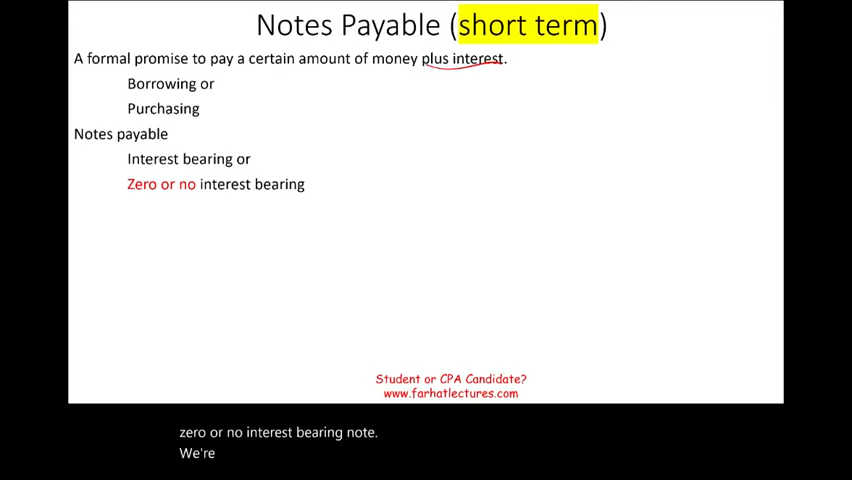 Notes Payable (short term)
A formal promise to pay a certain amount of money plus interest.
Borrowing or
Purchasing
Notes payable
Interest bearing or
Zero or no interest bearing
Student or CPA Candidate?
www.farhatlectures.com
zero or no interest bearing note.
We're